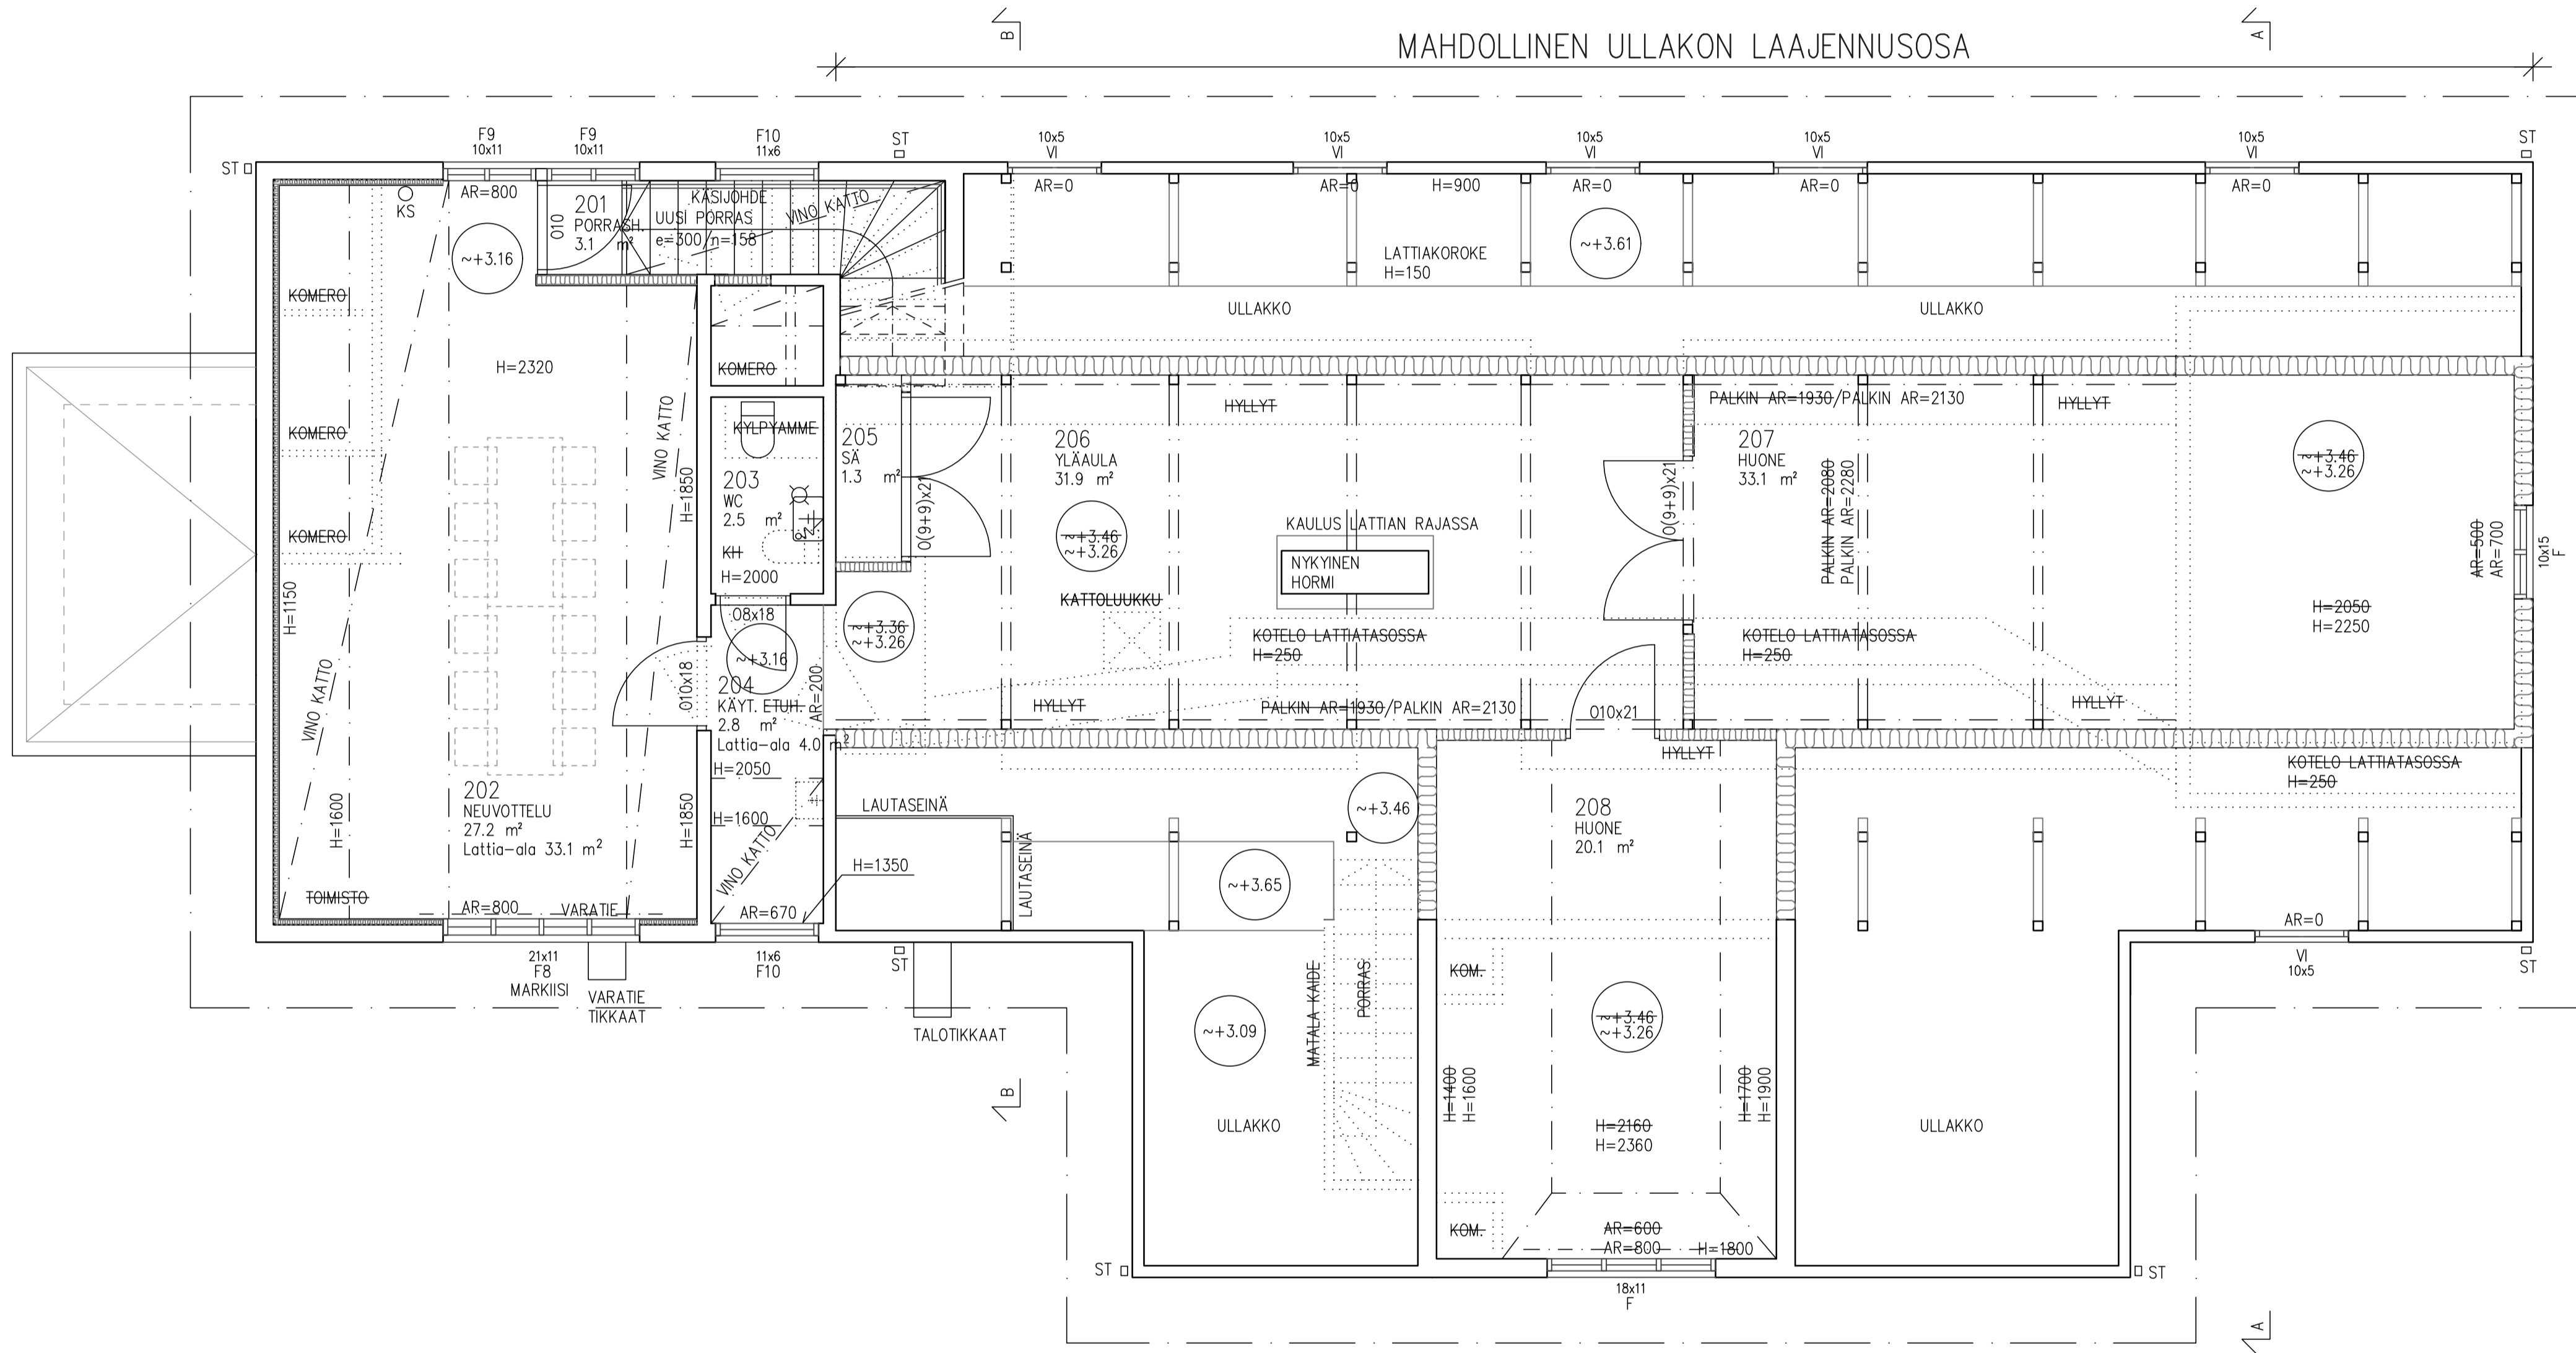 MAHDOLLINEN ULLAKON LAAJENNUSOSA
B
A
F9
10x11
F9
10x11
F10
11x6
ST
ST
10x5
VI
10x5
VI
10x5
VI
10x5
VI
10x5
VI
ST
KS
AR=800
O10
201
PORRASH.
3.1 m²
KÄSIJOHDE
UUSI PORRAS
e=300/n=158
VINO KATTO
AR=0
AR=0
H=900
AR=0
AR=0
AR=0
~+3.16
LATTIAKOROKE
H=150
~+3.61
KOMERO
ULLAKKO
ULLAKKO
H=2320
KOMERO
KOMERO
KOMERO
VINO KATTO
H=1850
KYLPYAMME
203
WC
2.5 m²
KH
H=2000
205
SÄ
1.3 m²
O(9+9)x21
HYLLYT
206
YLÄAULA
31.9 m²
~+3.46
~+3.26
KAULUS LATTIAN RAJASSA
NYKYINEN
HORMI
KATTOLUUKKU
O(9+9)x21
PALKIN AR=1930/PALKIN AR=2130
207
HUONE
33.1 m²
PALKIN AR=2080
PALKIN AR=2280
HYLLYT
~+3.46
~+3.26
AR=500
AR=700
10x15
F
H=2050
H=2250
H=1150
VINO KATTO
H=1600
O8x18
~+3.16
O10x18
204
KÄYT. ETUH.
2.8 m²
Lattia-ala 4.0 m²
AR=200
~+3.36
~+3.26
KOTELO LATTIATASOSSA
H=250
KOTELO LATTIATASOSSA
H=250
HYLLYT
PALKIN AR=1930/PALKIN AR=2130
O10x21
HYLLYT
HYLLYT
KOTELO LATTIATASOSSA
H=250
H=2050
H=1600
VINO KATTO
H=1350
AR=670
202
NEUVOTTELU
27.2 m²
Lattia-ala 33.1 m²
H=1850
TOIMISTO
AR=800
VARATIE
LAUTASEINÄ
LAUTASEINÄ
~+3.46
~+3.65
208
HUONE
20.1 m²
AR=0
21x11
F8
MARKIISI
VARATIE
TIKKAAT
11x6
F10
ST
TALOTIKKAAT
VI
10x5
ST
KOM.
MATALA KAIDE
PORRAS
~+3.09
~+3.46
~+3.26
H=1400
H=1600
H=1700
H=1900
B
ULLAKKO
H=2160
H=2360
ULLAKKO
KOM.
AR=600
AR=800
H=1800
ST
ST
18x11
F
A